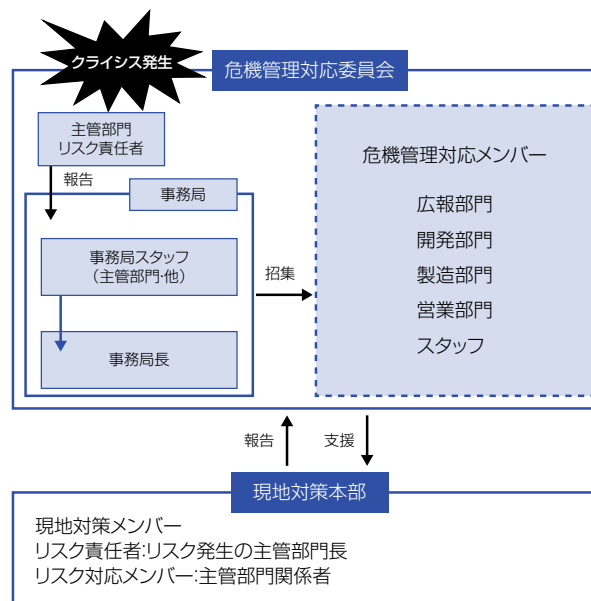 クライシス発生
危機管理対応委員会
主管部門
リスク責任者
報告
事務局
事務局スタッフ
（主管部門・他）
事務局長
招集
危機管理対応メンバー
広報部門
開発部門
製造部門
営業部門
スタッフ
報告
支援
現地対策本部
現地対策メンバー
リスク責任者:リスク発生の主管部門長
リスク対応メンバー:主管部門関係者